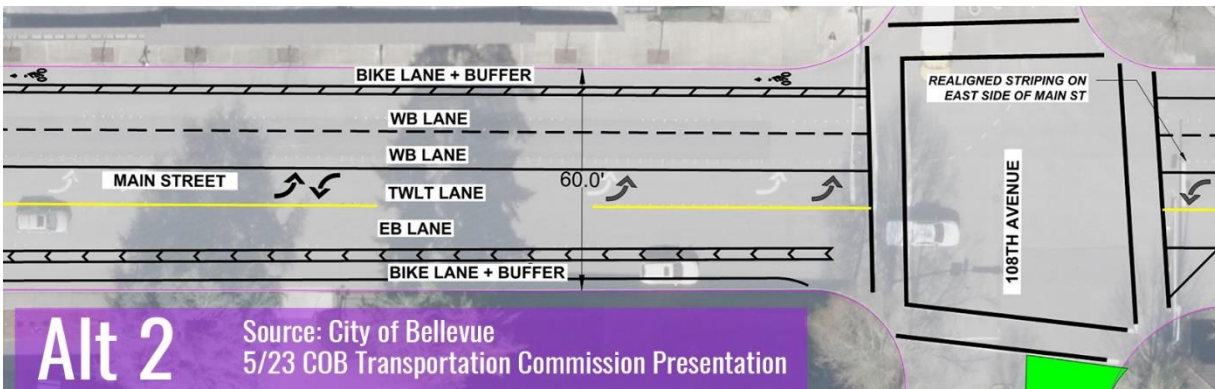 BIKE LANE + BUFFER
REALIGNED STRIPING ON
EAST SIDE OF MAIN ST
WB LANE
WB LANE
MAIN STREET
TWLT LANE
60.0'
EB LANE
BIKE LANE + BUFFER
108TH AVENUE
Alt 2
Source: City of Bellevue
5/23 COB Transportation Commission Presentation